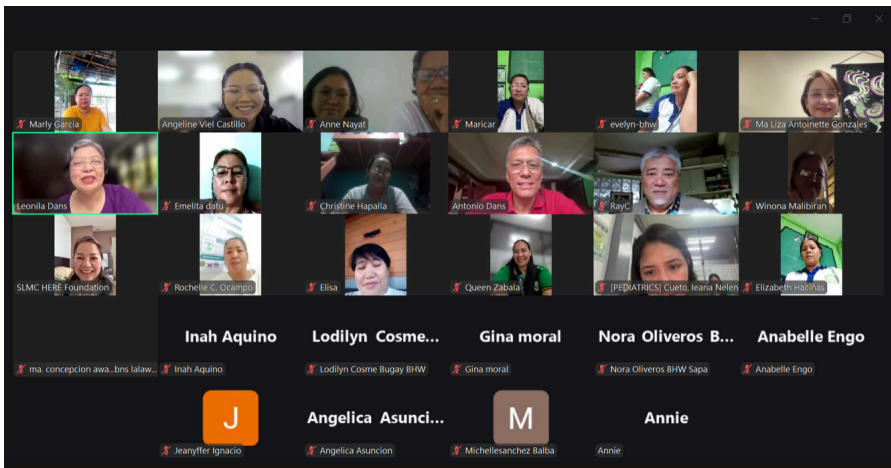 Marly Garcia
Angeline Viel Castillo
Anne Nayat
Maricar
evelyn-bhw
Ma Liza Antoinette Gonzales
Leonila Dans
Emelita datu
Christine Hapalla
Antonio Dans
RayC
Winona Malibiran
SLMC HERE Foundation
Rochelle C. Ocampo
Elisa
Queen Zabala
[PEDIATRICS] Cueto, Ieana Nelen
Elizabeth Hacinas
Inah Aquino
Lodilyn Cosme...
Gina moral
Nora Oliveros B...
Anabelle Engo
ma. concepcion awa...bns lalaw...
Inah Aquino
Lodilyn Cosme Bugay BHW
Gina moral
Nora Oliveros BHW Sapa
Anabelle Engo
J
Angelica Asunci...
M
Annie
Jeanyffer Ignacio
Angelica Asuncion
Michellesanchez Balba
Annie